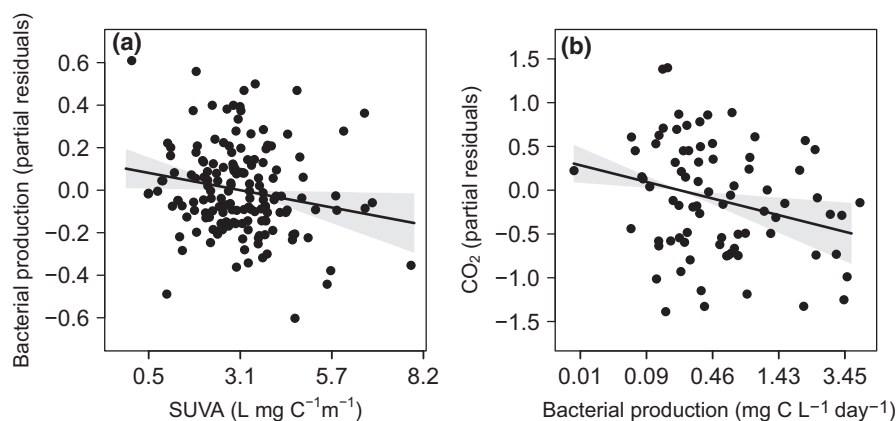 (a)
Bacterial production (partial residuals)
0.6
0.4
0.2
0.0
−0.2
−0.4
−0.6
0.5 3.1 5.7 8.2
SUVA (L mg C⁻¹m⁻¹)
(b)
CO₂ (partial residuals)
1.5
1.0
0.5
0.0
−0.5
−1.0
−1.5
0.01 0.09 0.46 1.43 3.45
Bacterial production (mg C L⁻¹ day⁻¹)